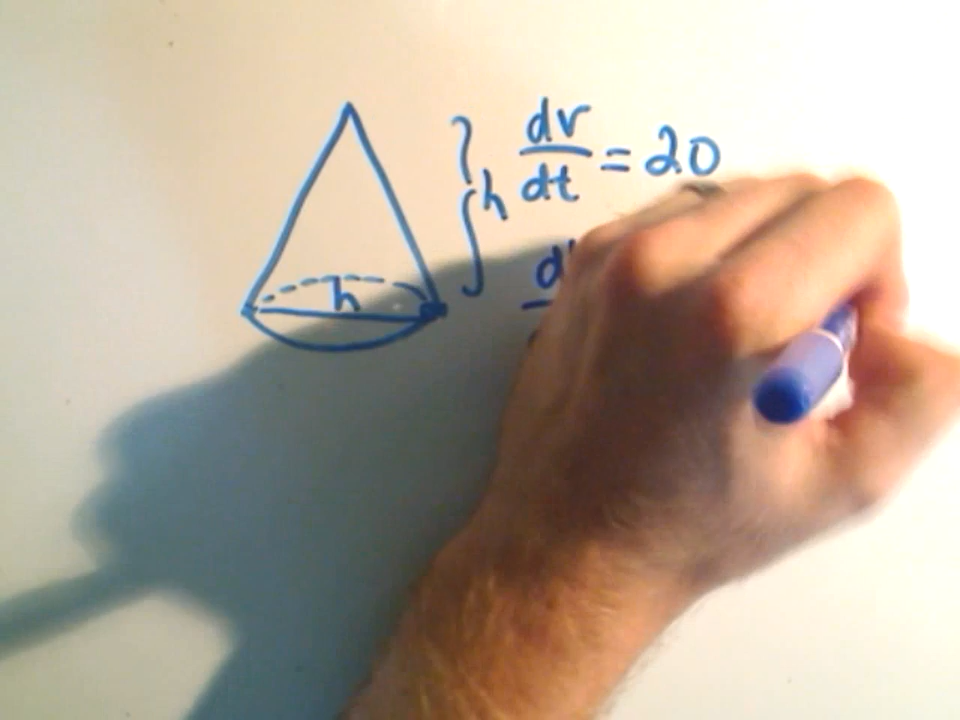 dv/dt = 20
h
h
d